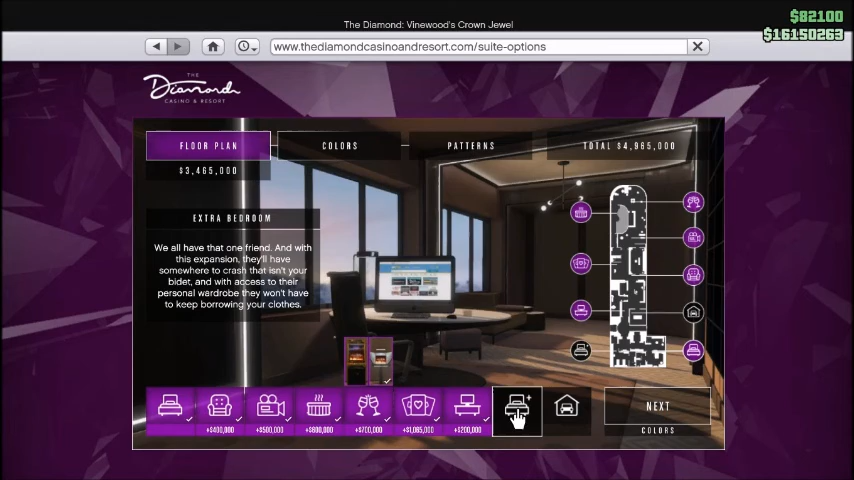 The Diamond: Vinewood's Crown Jewel
$82100
$16150263
www.thediamondcasinoandresort.com/suite-options
THE
Diamond
CASINO & RESORT
FLOOR PLAN
COLORS
PATTERNS
TOTAL $4,965,000
$3,465,000
EXTRA BEDROOM
We all have that one friend. And with
this expansion, they'll have
somewhere to crash that isn't your
bidet, and with access to their
personal wardrobe they won't have
to keep borrowing your clothes.
+$400,000
+$500,000
+$600,000
+$700,000
+$1,065,000
+$200,000
NEXT
COLORS